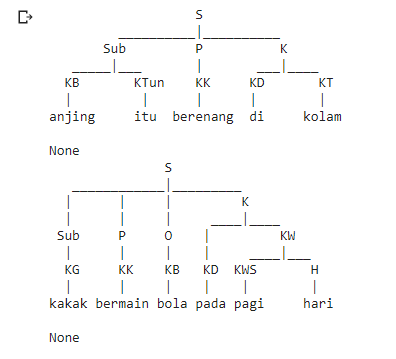 S
Sub P K
KB KTun KK KD KT
anjing itu berenang di kolam
None
S
K
Sub P O KW
KG KK KB KD KWS H
kakak bermain bola pada pagi hari
None